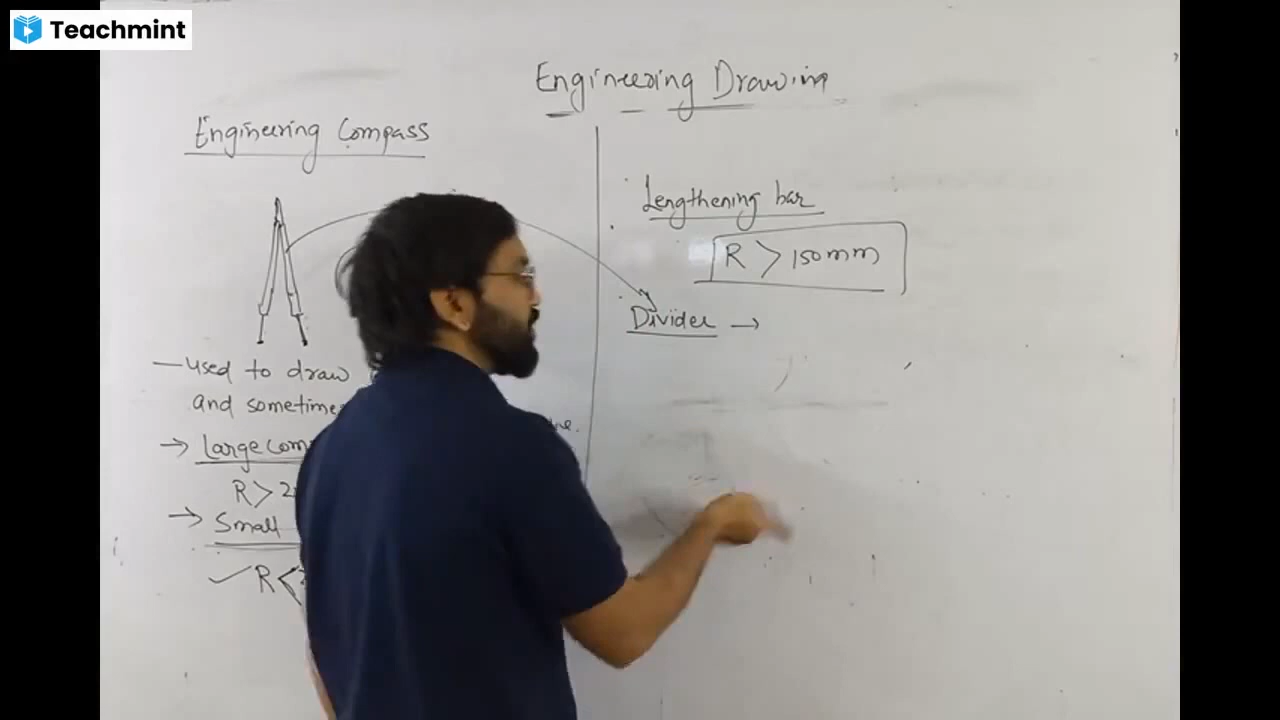 Teachmint
Engineering Drawing
Engineering Compass
— used to draw
and sometime
→ Large com
R > 2
→ Small
✓ R <
Lengthening bar
R > 150mm
Divider →